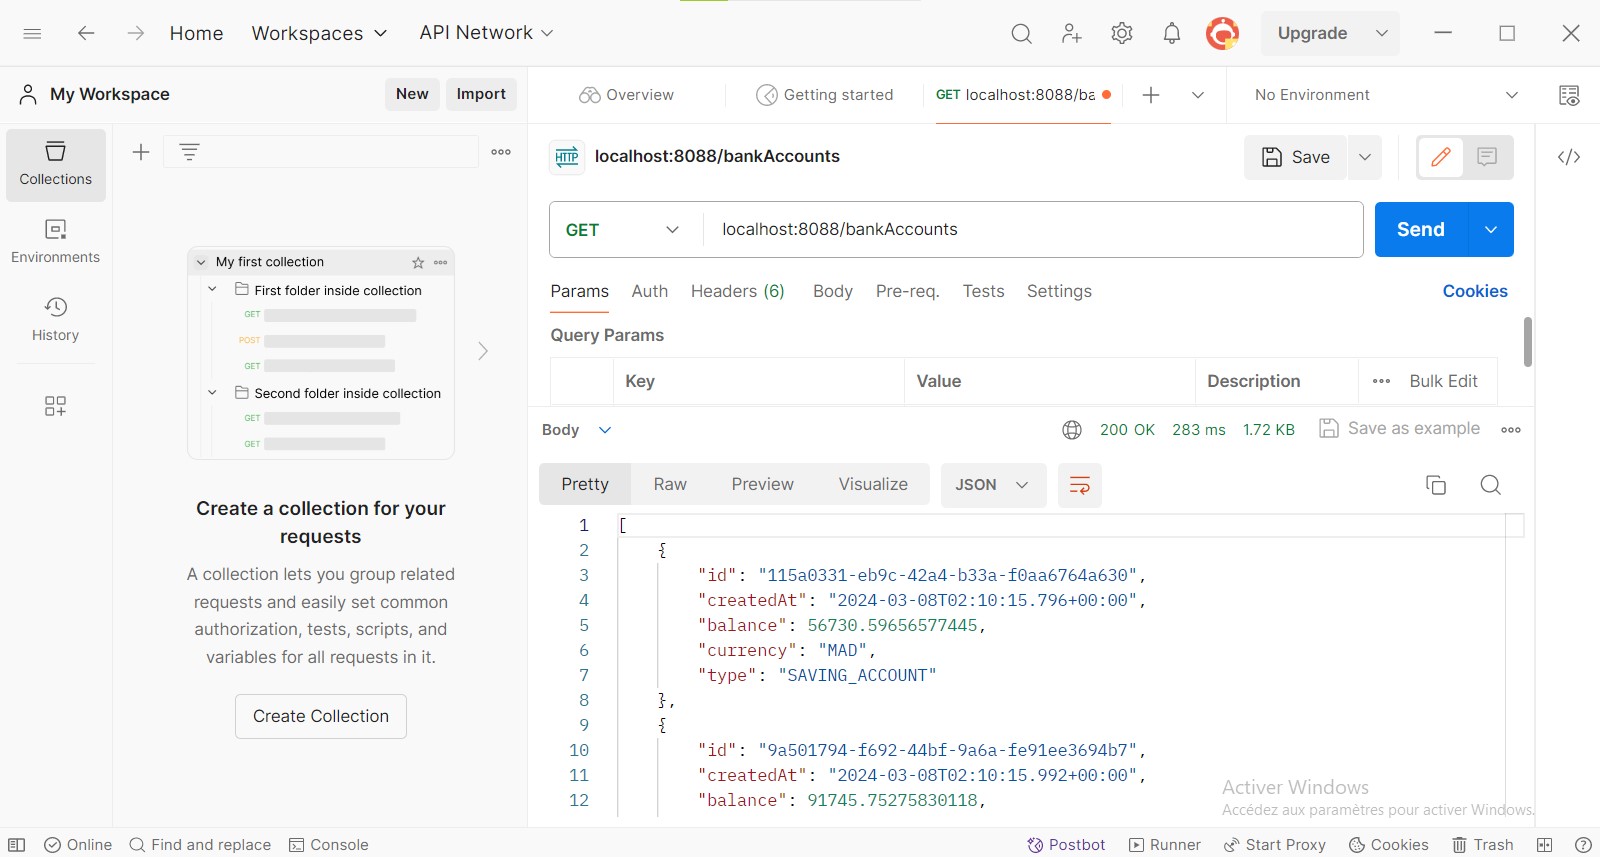 Home Workspaces API Network Upgrade
My Workspace New Import
Overview Getting started GET localhost:8088/ba No Environment
Collections
Environments
History
My first collection
First folder inside collection
GET
POST
GET
Second folder inside collection
GET
GET
Create a collection for your
requests
A collection lets you group related
requests and easily set common
authorization, tests, scripts, and
variables for all requests in it.
Create Collection
HTTP localhost:8088/bankAccounts Save
GET localhost:8088/bankAccounts Send
Params Auth Headers (6) Body Pre-req. Tests Settings Cookies
Query Params
Key Value Description Bulk Edit
Body 200 OK 283 ms 1.72 KB Save as example
Pretty Raw Preview Visualize JSON
1 [
2 {
3 "id": "115a0331-eb9c-42a4-b33a-f0aa6764a630",
4 "createdAt": "2024-03-08T02:10:15.796+00:00",
5 "balance": 56730.59656577445,
6 "currency": "MAD",
7 "type": "SAVING_ACCOUNT"
8 },
9 {
10 "id": "9a501794-f692-44bf-9a6a-fe91ee3694b7",
11 "createdAt": "2024-03-08T02:10:15.992+00:00",
12 "balance": 91745.75275830118,
Activer Windows
Accédez aux paramètres pour activer Windows.
Online Find and replace Console Postbot Runner Start Proxy Cookies Trash